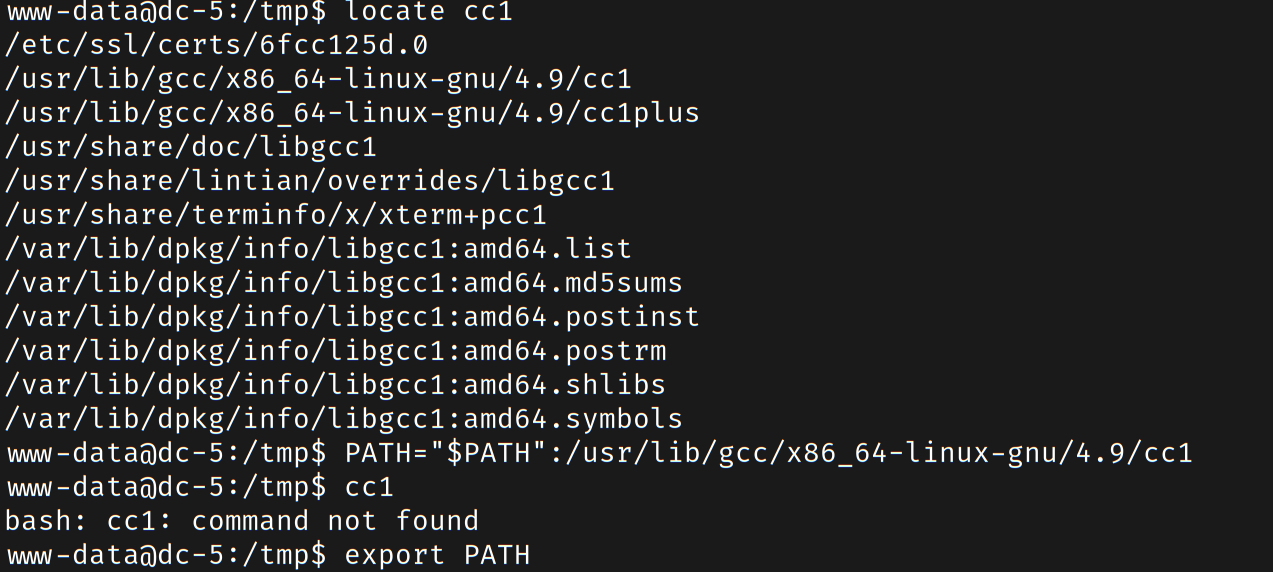 www-data@dc-5:/tmp$ locate cc1
/etc/ssl/certs/6fcc125d.0
/usr/lib/gcc/x86_64-linux-gnu/4.9/cc1
/usr/lib/gcc/x86_64-linux-gnu/4.9/cc1plus
/usr/share/doc/libgcc1
/usr/share/lintian/overrides/libgcc1
/usr/share/terminfo/x/xterm+pcc1
/var/lib/dpkg/info/libgcc1:amd64.list
/var/lib/dpkg/info/libgcc1:amd64.md5sums
/var/lib/dpkg/info/libgcc1:amd64.postinst
/var/lib/dpkg/info/libgcc1:amd64.postrm
/var/lib/dpkg/info/libgcc1:amd64.shlibs
/var/lib/dpkg/info/libgcc1:amd64.symbols
www-data@dc-5:/tmp$ PATH="$PATH":/usr/lib/gcc/x86_64-linux-gnu/4.9/cc1
www-data@dc-5:/tmp$ cc1
bash: cc1: command not found
www-data@dc-5:/tmp$ export PATH